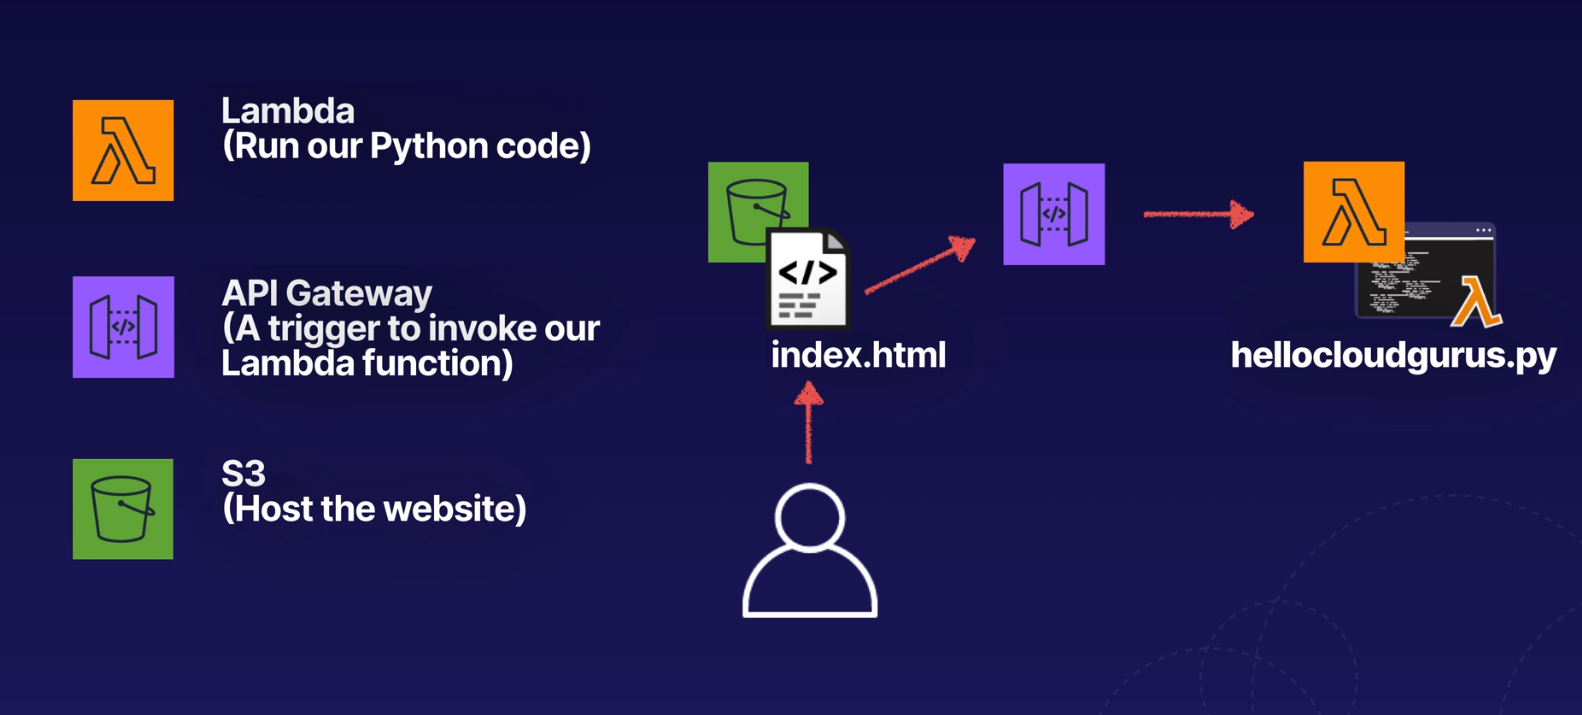 Lambda
(Run our Python code)
API Gateway
(A trigger to invoke our
Lambda function)
S3
(Host the website)
</>
index.html
</>
hellocloudgurus.py